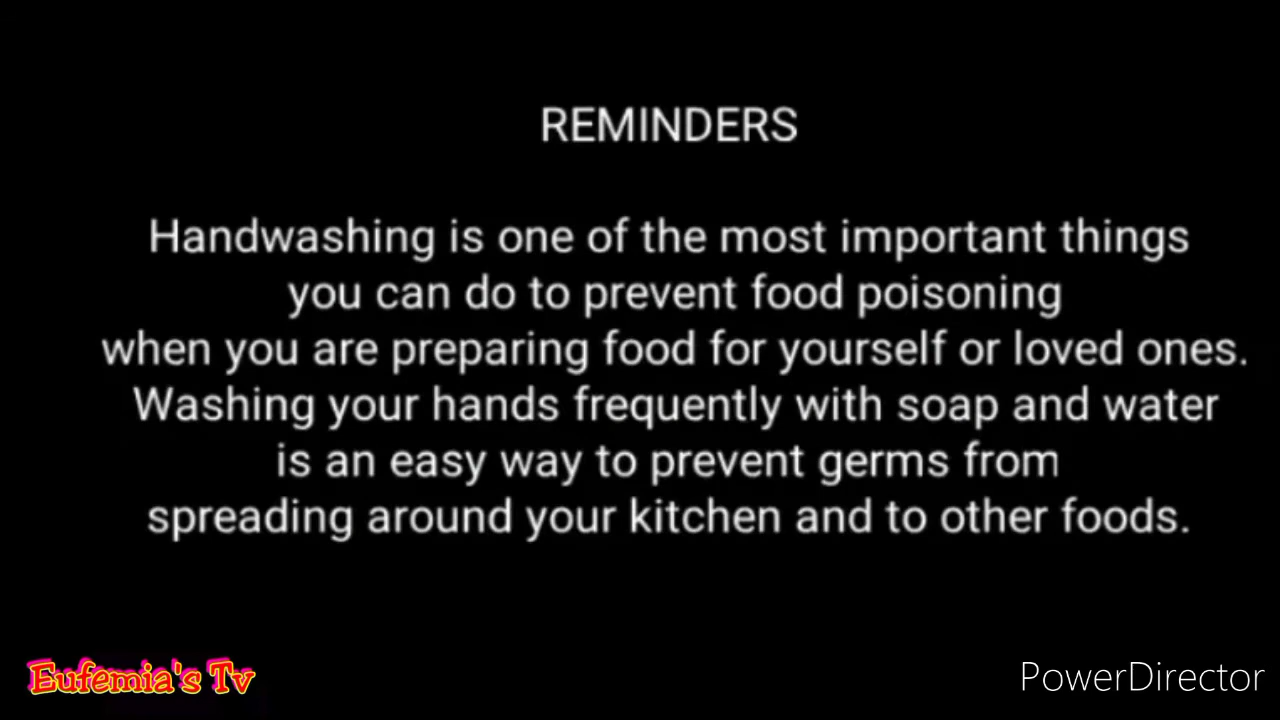 REMINDERS
Handwashing is one of the most important things
you can do to prevent food poisoning
when you are preparing food for yourself or loved ones.
Washing your hands frequently with soap and water
is an easy way to prevent germs from
spreading around your kitchen and to other foods.
Eufemia's Tv
PowerDirector